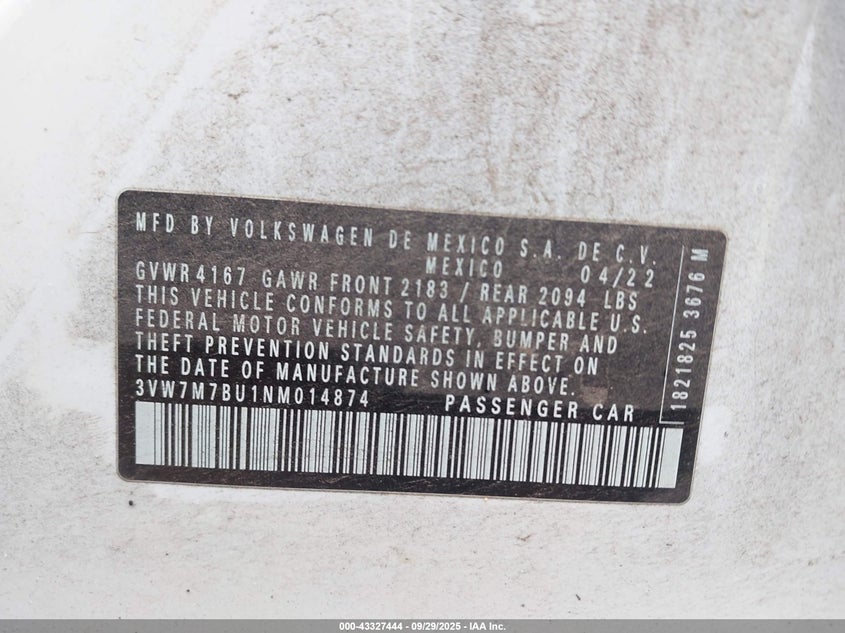 MFD BY VOLKSWAGEN DE MEXICO S.A. DE C.V.
MEXICO 04/22
GVWR 4167 GAWR FRONT 2183 / REAR 2094 LBS
THIS VEHICLE CONFORMS TO ALL APPLICABLE U.S.
FEDERAL MOTOR VEHICLE SAFETY, BUMPER AND
THEFT PREVENTION STANDARDS IN EFFECT ON
THE DATE OF MANUFACTURE SHOWN ABOVE.
3VW7M7BU1NM014874 PASSENGER CAR
1821825 3676 M
000-43327444 - 09/29/2025 - IAA Inc.